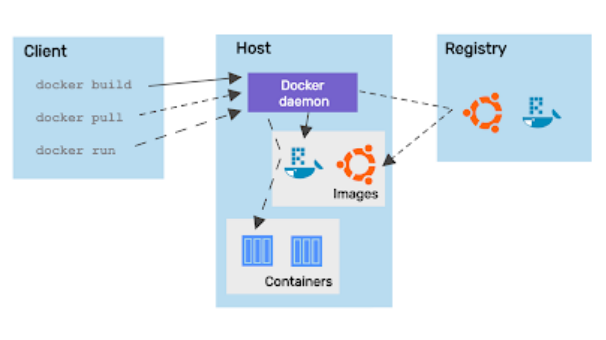 Client
docker build
docker pull
docker run
Host
Docker
daemon
Images
Containers
Registry